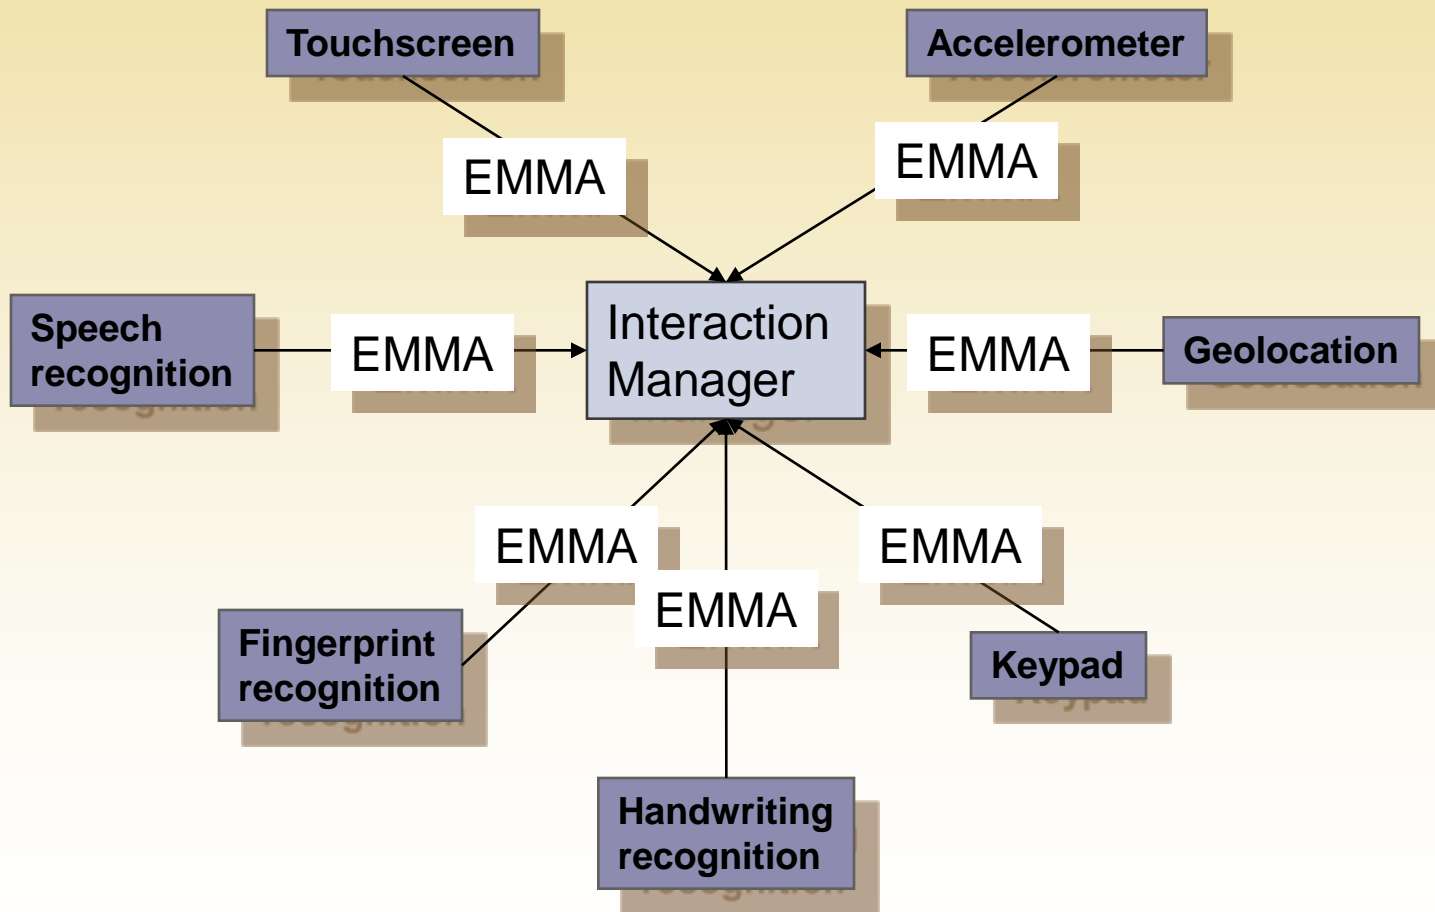 Touchscreen
Accelerometer
EMMA
EMMA
Speech
recognition
EMMA
Interaction
Manager
EMMA
Geolocation
EMMA
EMMA
EMMA
Fingerprint
recognition
Keypad
Handwriting
recognition